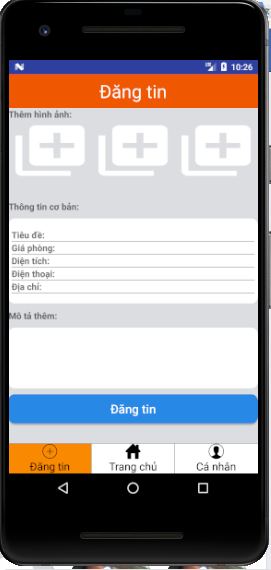 10:26
Đăng tin
Thêm hình ảnh:
Thông tin cơ bản:
Tiêu đề:
Giá phòng:
Diện tích:
Điện thoại:
Địa chỉ:
Mô tả thêm:
Đăng tin
Đăng tin Trang chủ Cá nhân